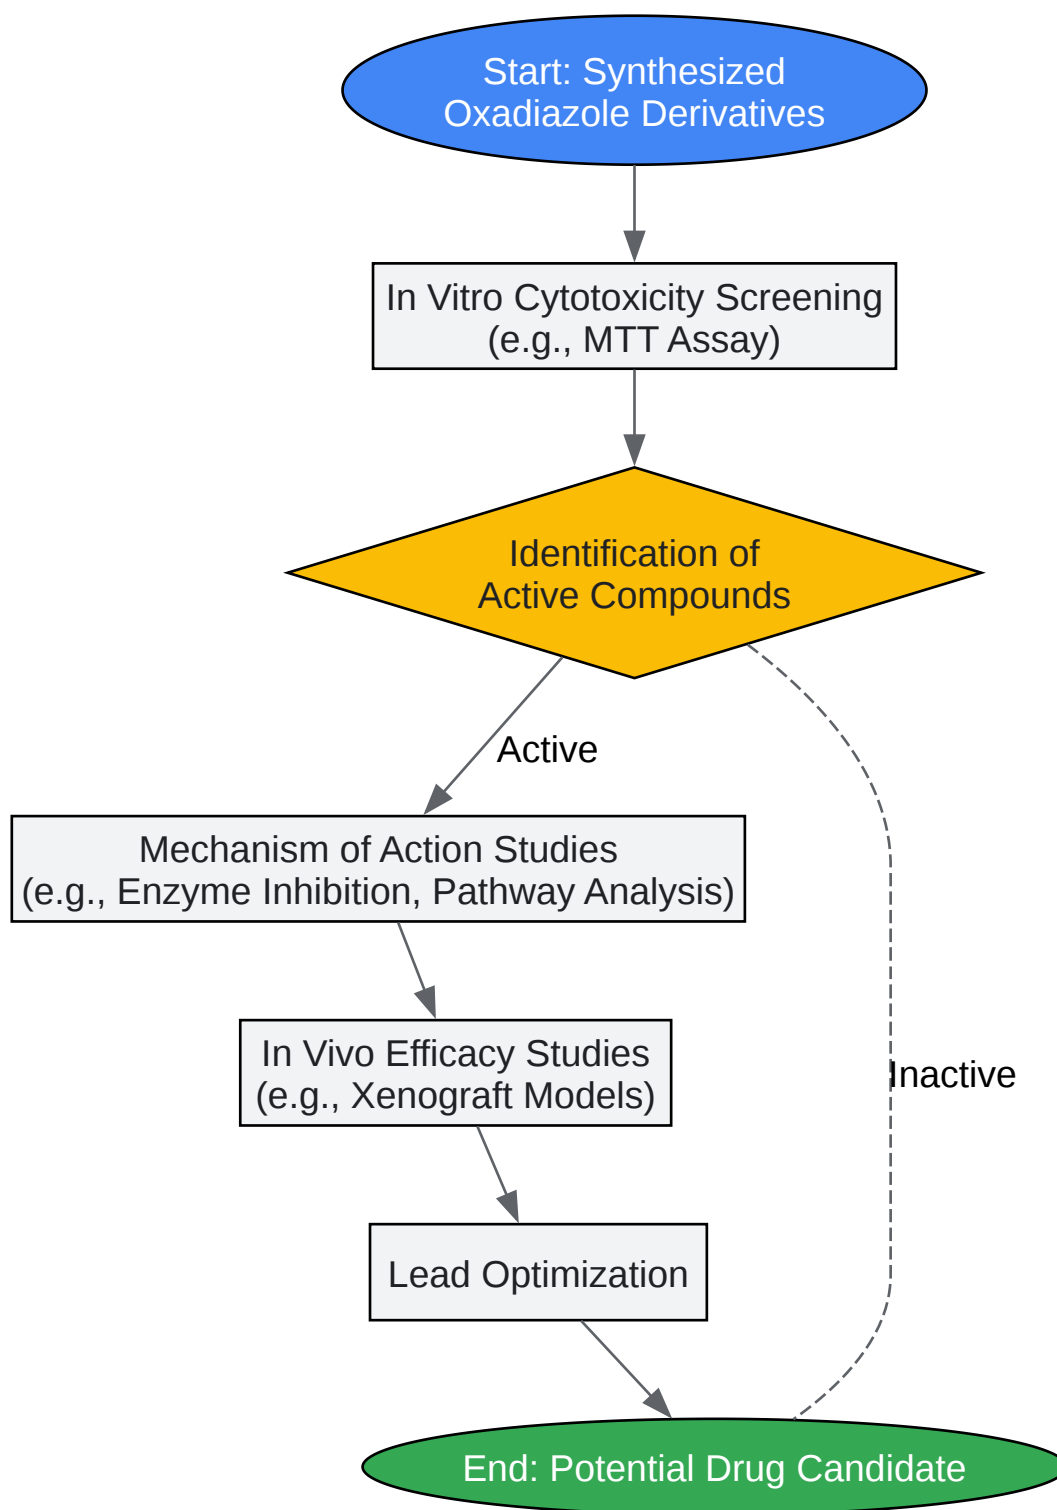 Start: Synthesized
Oxadiazole Derivatives
In Vitro Cytotoxicity Screening
(e.g., MTT Assay)
Identification of
Active Compounds
Active
Mechanism of Action Studies
(e.g., Enzyme Inhibition, Pathway Analysis)
In Vivo Efficacy Studies
(e.g., Xenograft Models)
Inactive
Lead Optimization
End: Potential Drug Candidate